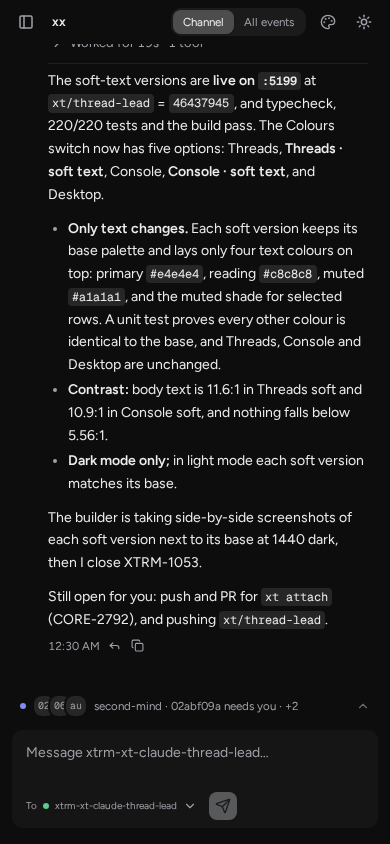 xx
Channel
All events
Worked for 19s · 1 tool
The soft-text versions are live on :5199 at
xt/thread-lead = 46437945, and typecheck,
220/220 tests and the build pass. The Colours
switch now has five options: Threads, Threads ·
soft text, Console, Console · soft text, and
Desktop.
• Only text changes. Each soft version keeps its
base palette and lays only four text colours on
top: primary #e4e4e4, reading #c8c8c8, muted
#a1a1a1, and the muted shade for selected
rows. A unit test proves every other colour is
identical to the base, and Threads, Console and
Desktop are unchanged.
• Contrast: body text is 11.6:1 in Threads soft and
10.9:1 in Console soft, and nothing falls below
5.56:1.
• Dark mode only; in light mode each soft version
matches its base.
The builder is taking side-by-side screenshots of
each soft version next to its base at 1440 dark,
then I close XTRM-1053.
Still open for you: push and PR for xt attach
(CORE-2792), and pushing xt/thread-lead.
12:30 AM
au second-mind · 02abf09a needs you · +2
Message xtrm-xt-claude-thread-lead...
To xtrm-xt-claude-thread-lead